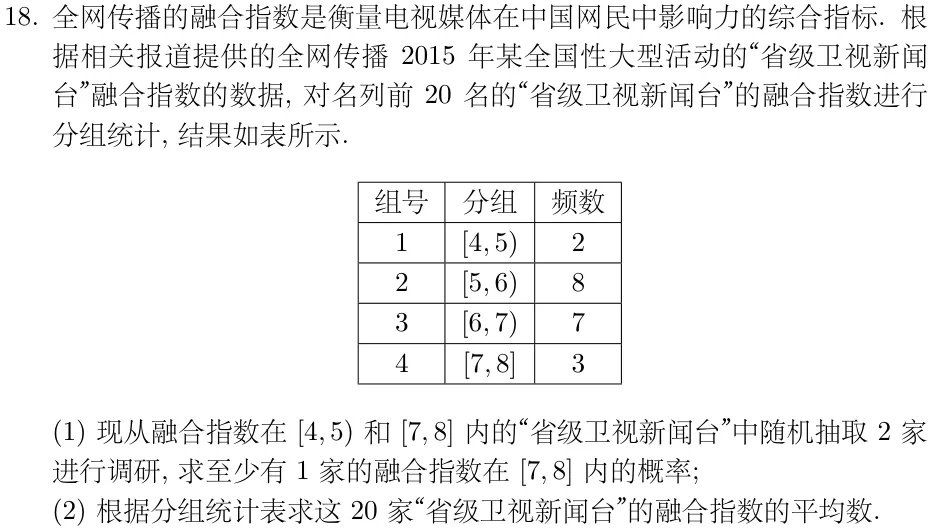 18. 全网传播的融合指数是衡量电视媒体在中国网民中影响力的综合指标. 根
据相关报道提供的全网传播 2015 年某全国性大型活动的“省级卫视新闻
台”融合指数的数据, 对名列前 20 名的“省级卫视新闻台”的融合指数进行
分组统计, 结果如表所示.
组号 分组 频数
1 [4, 5) 2
2 [5, 6) 8
3 [6, 7) 7
4 [7, 8] 3
(1) 现从融合指数在 [4, 5) 和 [7, 8] 内的“省级卫视新闻台”中随机抽取 2 家
进行调研, 求至少有 1 家的融合指数在 [7, 8] 内的概率;
(2) 根据分组统计表求这 20 家“省级卫视新闻台”的融合指数的平均数.